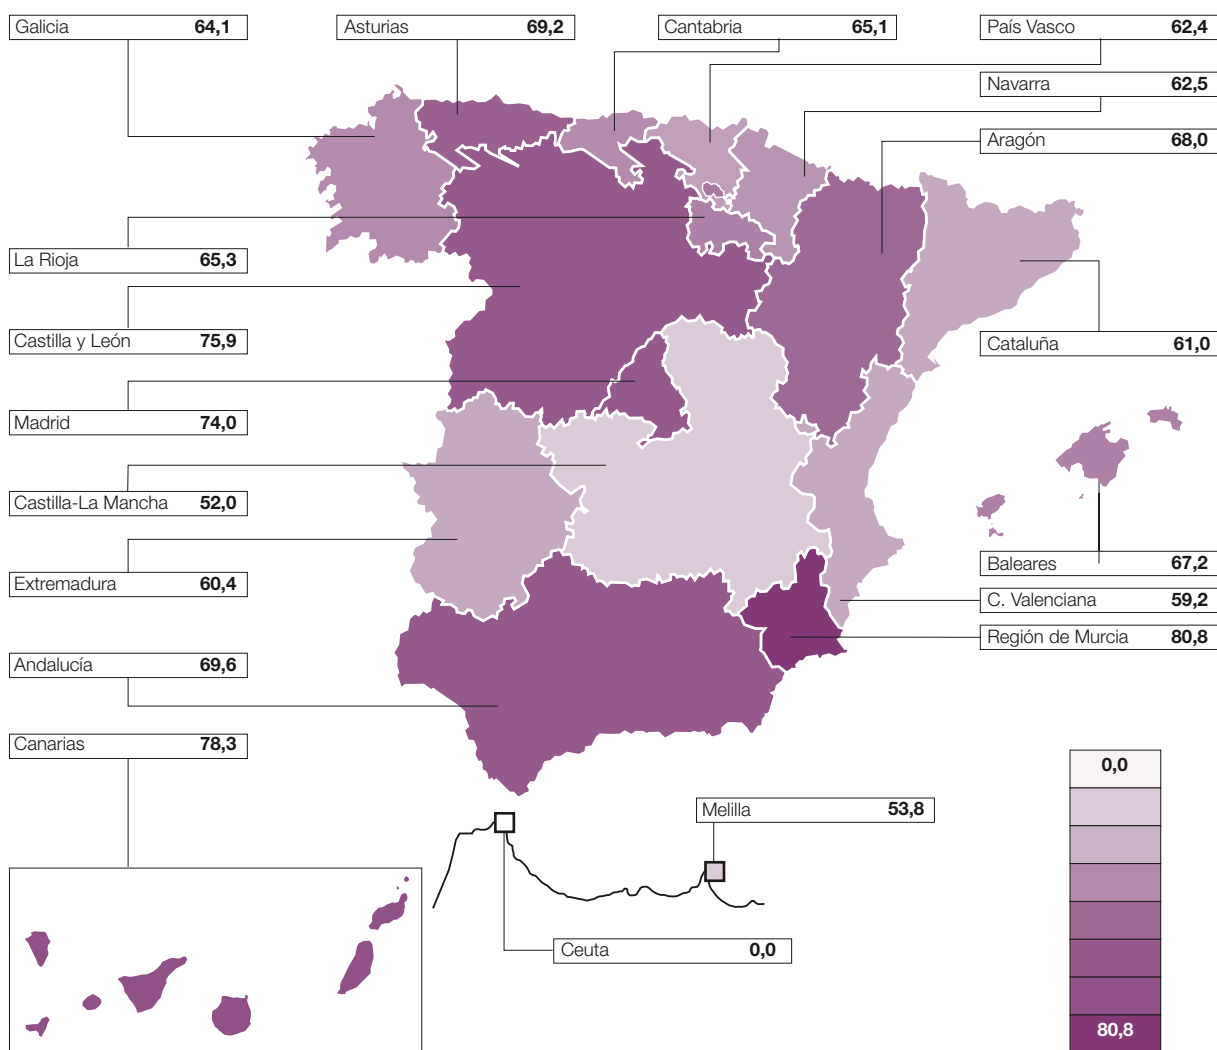 Galicia 64,1
Asturias 69,2
Cantabria 65,1
País Vasco 62,4
Navarra 62,5
Aragón 68,0
La Rioja 65,3
Castilla y León 75,9
Cataluña 61,0
Madrid 74,0
Castilla-La Mancha 52,0
Extremadura 60,4
Baleares 67,2
C. Valenciana 59,2
Región de Murcia 80,8
Andalucía 69,6
Canarias 78,3
0,0
Melilla 53,8
Ceuta 0,0
80,8